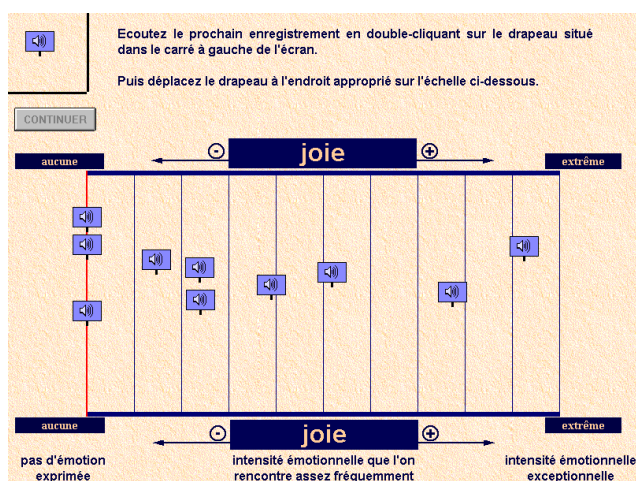 Ecoutez le prochain enregistrement en double-cliquant sur le drapeau situé
dans le carré à gauche de l'écran.
Puis déplacez le drapeau à l'endroit approprié sur l'échelle ci-dessous.
CONTINUER
- joie +
aucune
extrême
aucune
extrême
- joie +
pas d'émotion
exprimée
intensité émotionnelle que l'on
rencontre assez fréquemment
intensité émotionnelle
exceptionnelle